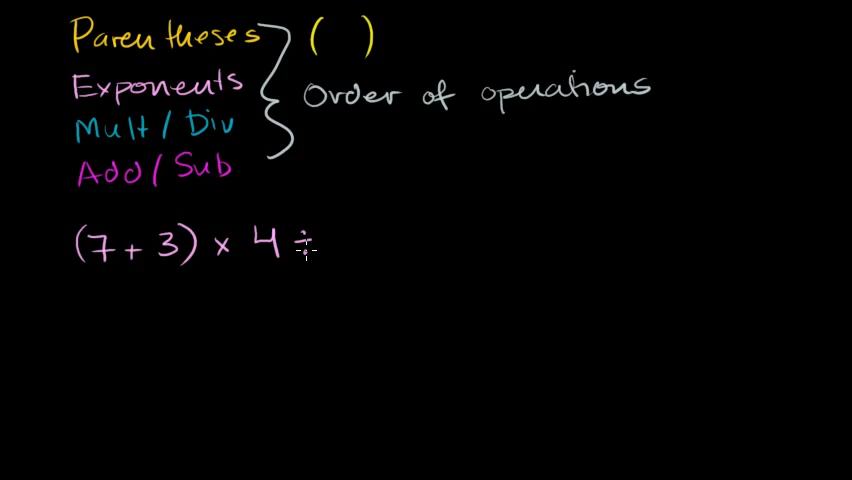 Parentheses ( )
Exponents
Order of operations
Mult / Div
Add / Sub
(7 + 3) × 4 ÷